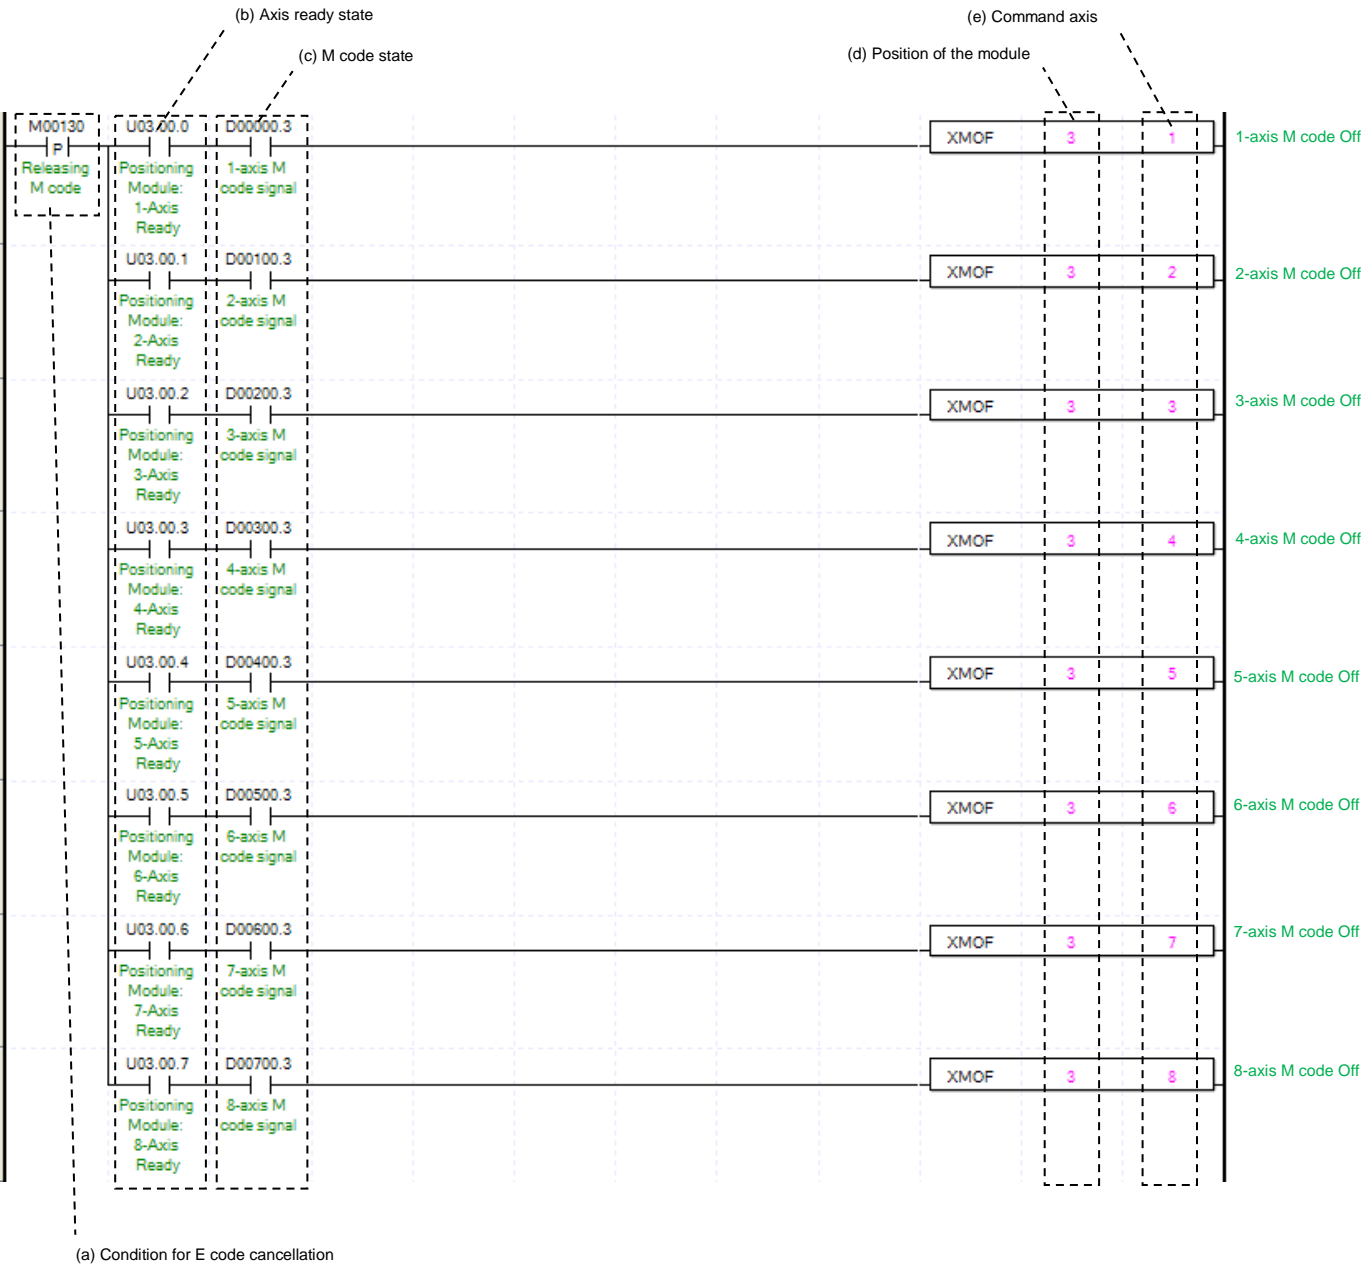 (b) Axis ready state
(e) Command axis
(c) M code state
(d) Position of the module
M00130
U03.00.0
D00000.3
P
XMOF 3 1
1-axis M code Off
Releasing
M code
Positioning
Module:
1-Axis
Ready
1-axis M
code signal
U03.00.1
D00100.3
XMOF 3 2
2-axis M code Off
Positioning
Module:
2-Axis
Ready
2-axis M
code signal
U03.00.2
D00200.3
XMOF 3 3
3-axis M code Off
Positioning
Module:
3-Axis
Ready
3-axis M
code signal
U03.00.3
D00300.3
XMOF 3 4
4-axis M code Off
Positioning
Module:
4-Axis
Ready
4-axis M
code signal
U03.00.4
D00400.3
XMOF 3 5
5-axis M code Off
Positioning
Module:
5-Axis
Ready
5-axis M
code signal
U03.00.5
D00500.3
XMOF 3 6
6-axis M code Off
Positioning
Module:
6-Axis
Ready
6-axis M
code signal
U03.00.6
D00600.3
XMOF 3 7
7-axis M code Off
Positioning
Module:
7-Axis
Ready
7-axis M
code signal
U03.00.7
D00700.3
XMOF 3 8
8-axis M code Off
Positioning
Module:
8-Axis
Ready
8-axis M
code signal
(a) Condition for E code cancellation